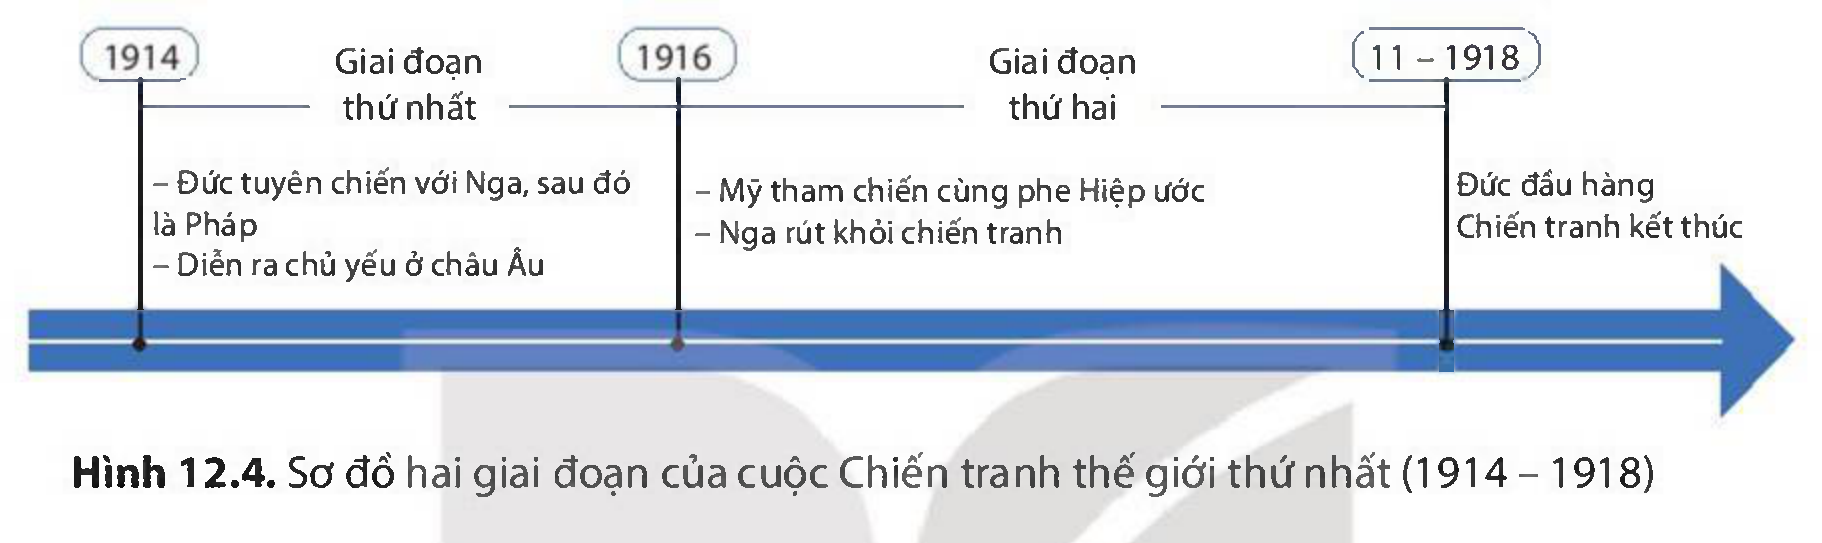 1914
Giai đoạn
thứ nhất
1916
Giai đoạn
thứ hai
11 – 1918
– Đức tuyên chiến với Nga, sau đó
là Pháp
– Diễn ra chủ yếu ở châu Âu
– Mỹ tham chiến cùng phe Hiệp ước
– Nga rút khỏi chiến tranh
Đức đầu hàng
Chiến tranh kết thúc
Hình 12.4. Sơ đồ hai giai đoạn của cuộc Chiến tranh thế giới thứ nhất (1914 – 1918)